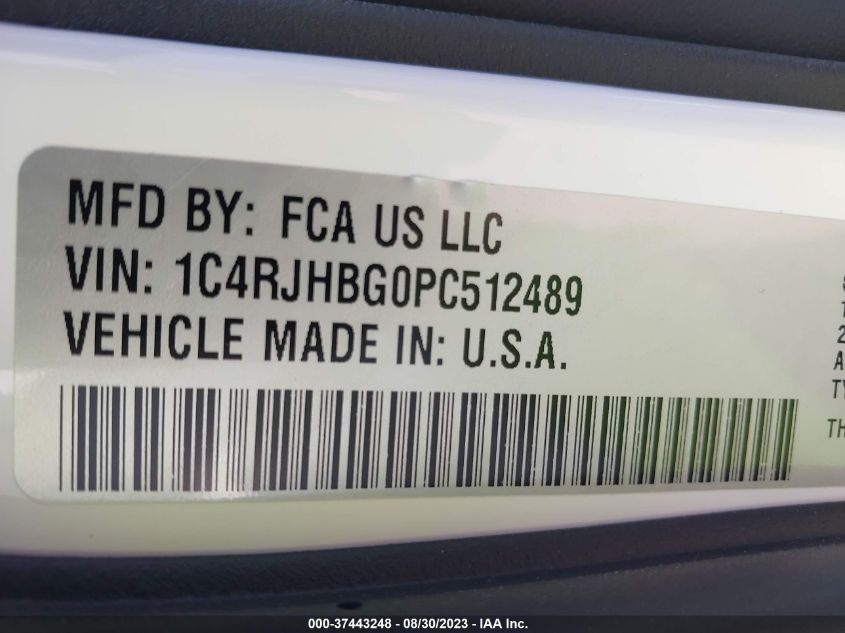 MFD BY: FCA US LLC
VIN: 1C4RJHBG0PC512489
VEHICLE MADE IN: U.S.A.
000-37443248 - 08/30/2023 - IAA Inc.